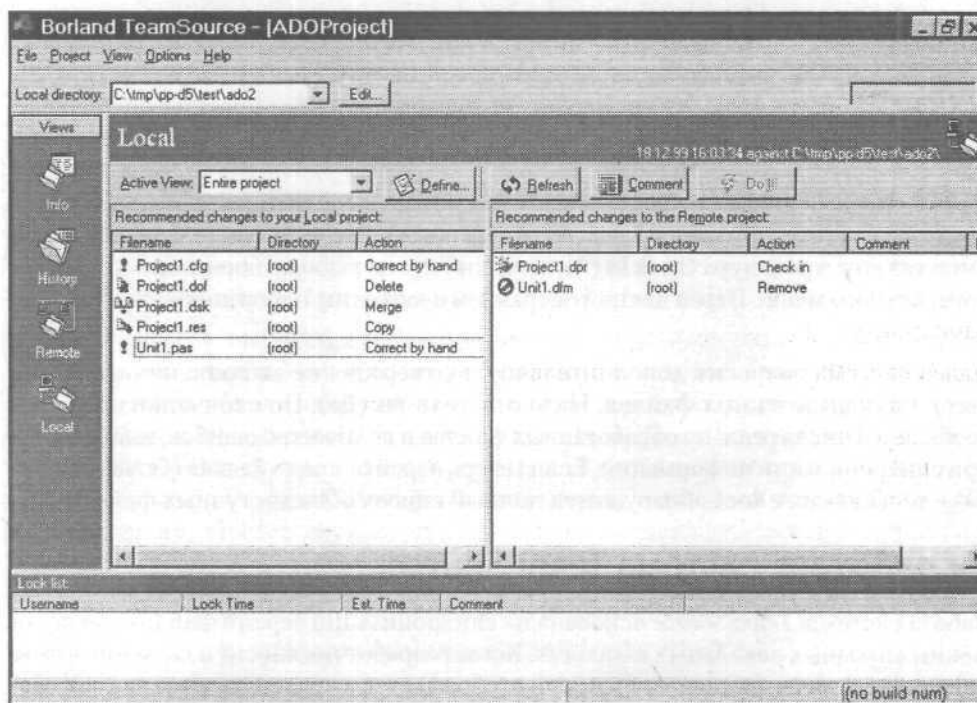 Borland TeamSource - [ADOProject]
File Project View Options Help
Local directory: C:\tmp\pp-d5\test\ado2 Edit...
Views
Local
18.12.99 16:03:34 against C:\tmp\pp-d5\test\ado2\
Active View: Entire project Define... Refresh Comment Do It!
Info
Recommended changes to your Local project: Recommended changes to the Remote project:
Filename Directory Action Filename Directory Action Comment
Project1.cfg (root) Correct by hand Project1.dpr (root) Check in
Project1.dof (root) Delete Unit1.dfm (root) Remove
Project1.dsk (root) Merge
Project1.res (root) Copy
Unit1.pas (root) Correct by hand
History
Remote
Local
Lock list:
Username Lock Time Est. Time Comment
(no build num)